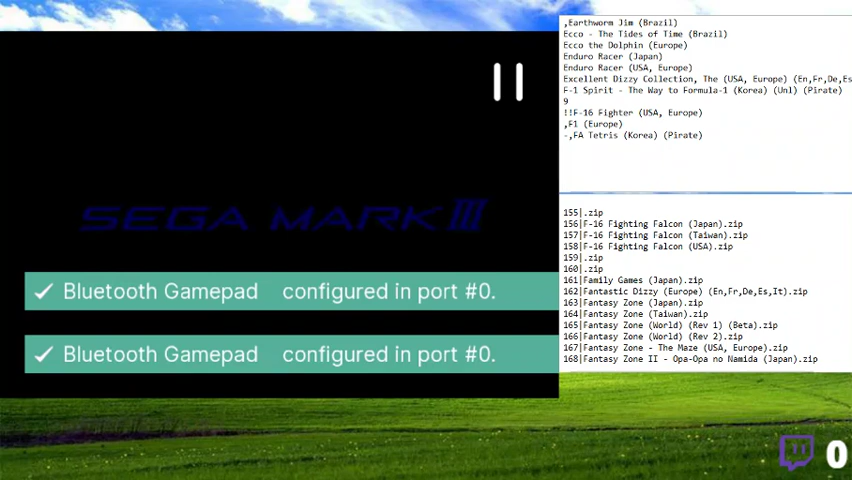 SEGA MARK III
Bluetooth Gamepad configured in port #0.
Bluetooth Gamepad configured in port #0.
,Earthworm Jim (Brazil)
Ecco - The Tides of Time (Brazil)
Ecco the Dolphin (Europe)
Enduro Racer (Japan)
Enduro Racer (USA, Europe)
Excellent Dizzy Collection, The (USA, Europe) (En,Fr,De,Es
F-1 Spirit - The Way to Formula-1 (Korea) (Unl) (Pirate)
9
!!F-16 Fighter (USA, Europe)
,F1 (Europe)
-,FA Tetris (Korea) (Pirate)
155|.zip
156|F-16 Fighting Falcon (Japan).zip
157|F-16 Fighting Falcon (Taiwan).zip
158|F-16 Fighting Falcon (USA).zip
159|.zip
160|.zip
161|Family Games (Japan).zip
162|Fantastic Dizzy (Europe) (En,Fr,De,Es,It).zip
163|Fantasy Zone (Japan).zip
164|Fantasy Zone (Taiwan).zip
165|Fantasy Zone (World) (Rev 1) (Beta).zip
166|Fantasy Zone (World) (Rev 2).zip
167|Fantasy Zone - The Maze (USA, Europe).zip
168|Fantasy Zone II - Opa-Opa no Namida (Japan).zip
0